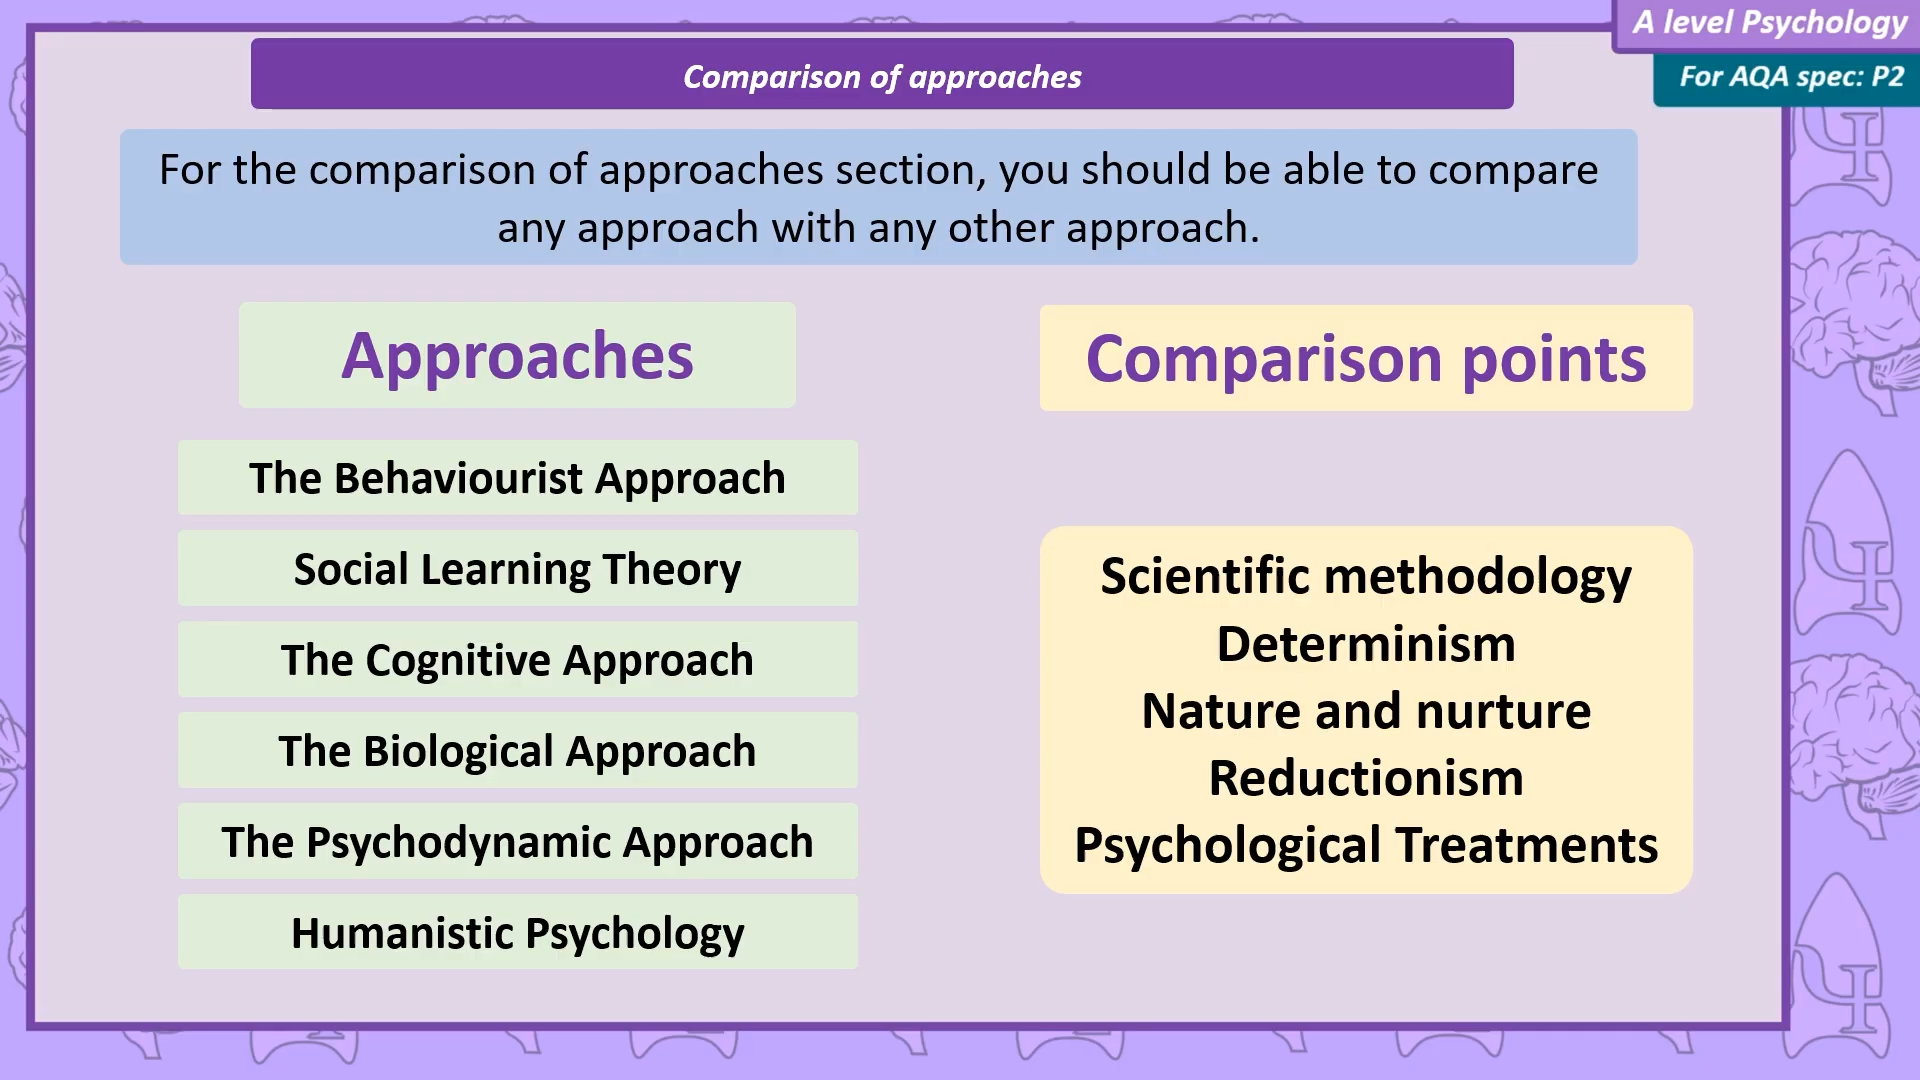 A level Psychology
For AQA spec: P2
Comparison of approaches
For the comparison of approaches section, you should be able to compare
any approach with any other approach.
Approaches
The Behaviourist Approach
Social Learning Theory
The Cognitive Approach
The Biological Approach
The Psychodynamic Approach
Humanistic Psychology
Comparison points
Scientific methodology
Determinism
Nature and nurture
Reductionism
Psychological Treatments